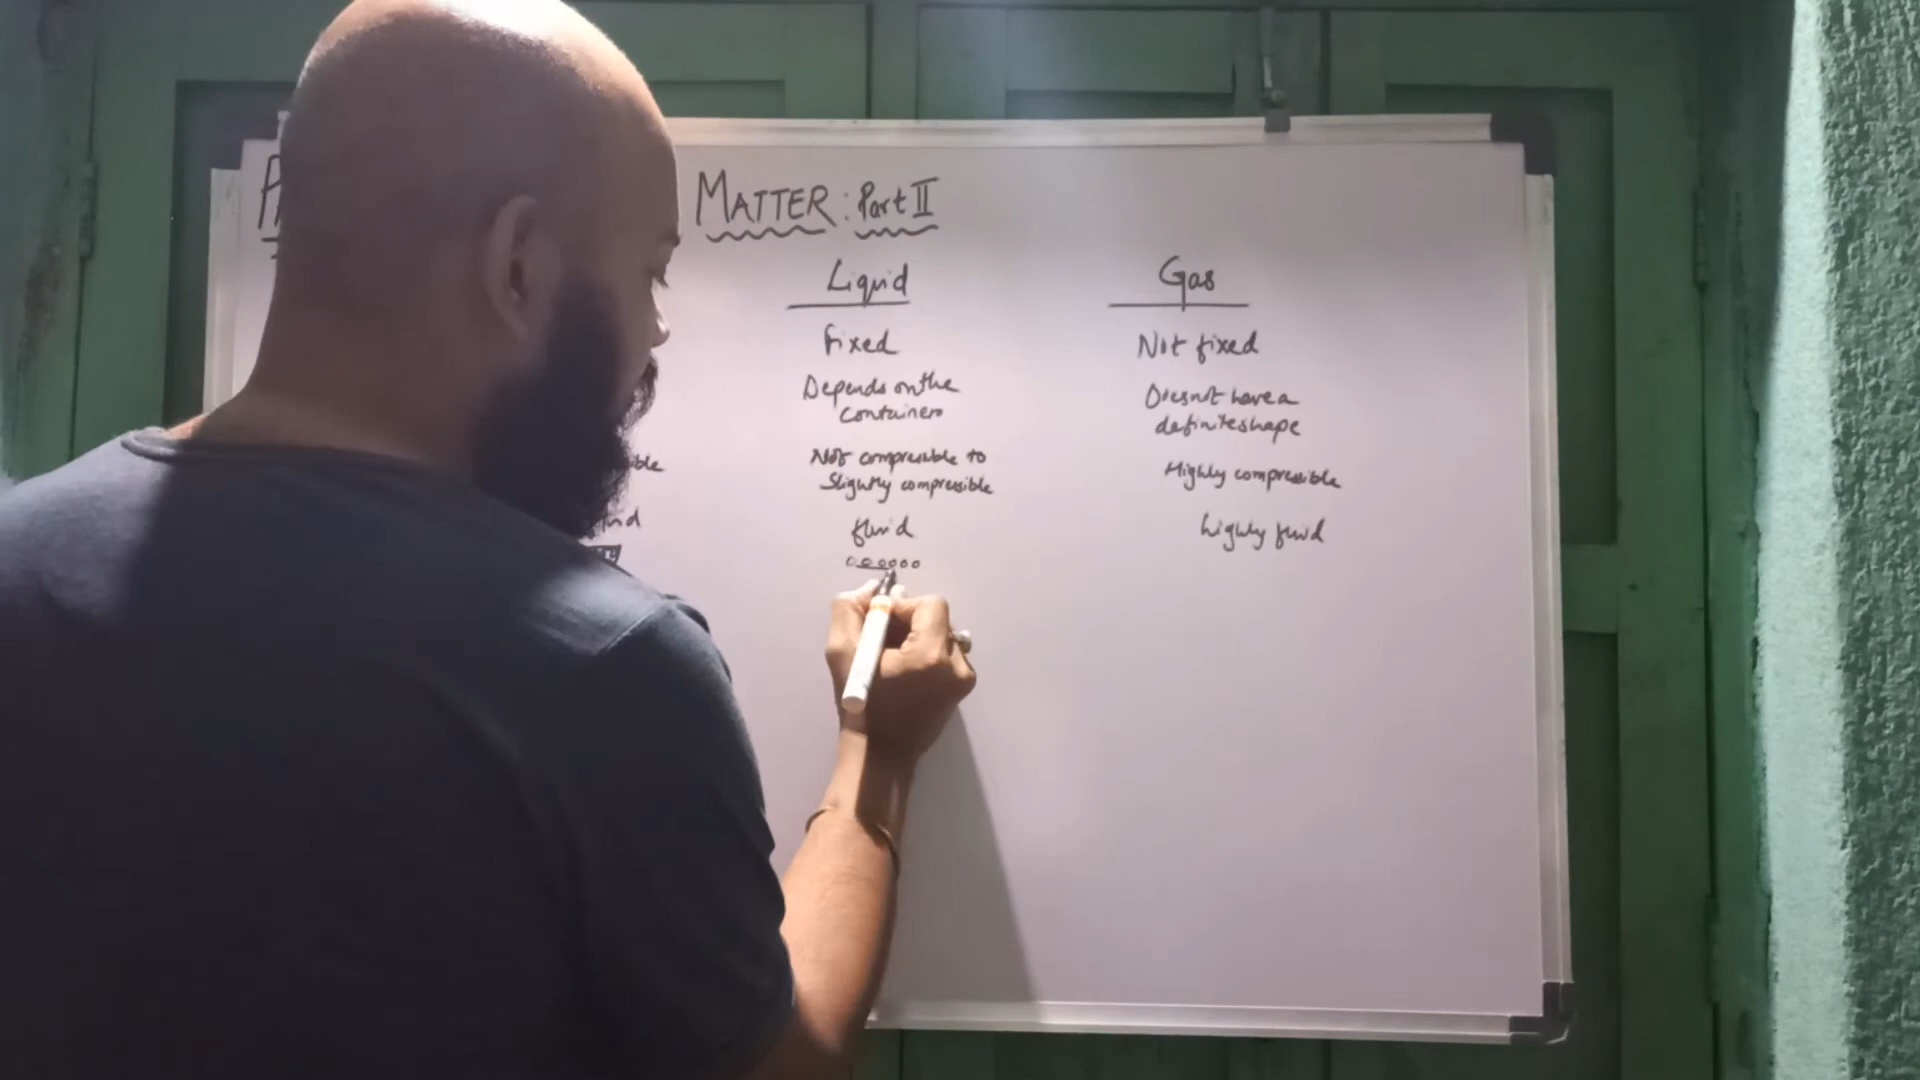 MATTER: Part II
Liquid Gas
fixed Not fixed
Depends on the
Containers
Doesn't have a
definite shape
Not compressible to
Slightly compressible
Highly compressible
fluid
highly fluid